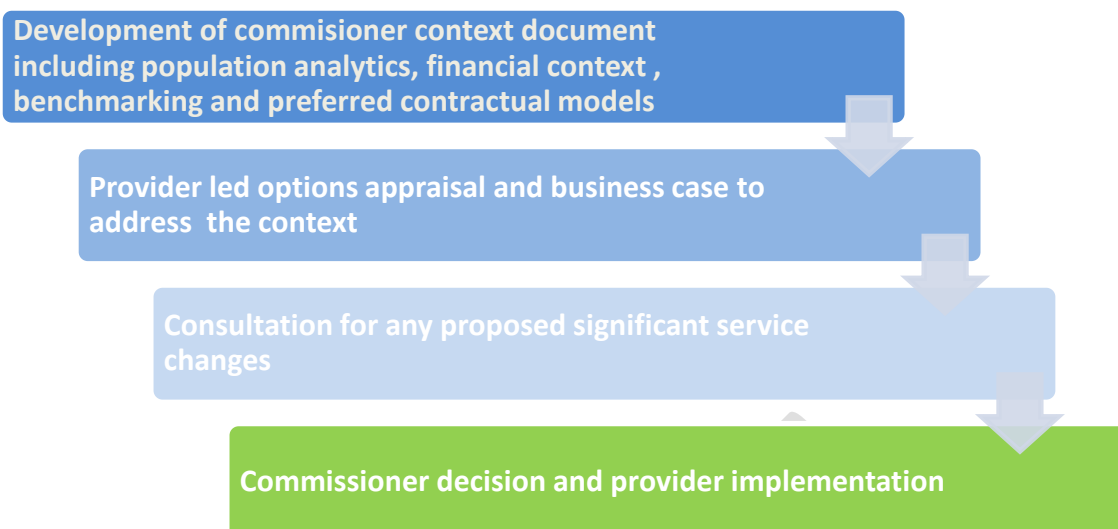 Development of commisioner context document
including population analytics, financial context ,
benchmarking and preferred contractual models
Provider led options appraisal and business case to
address the context
Consultation for any proposed significant service
changes
Commissioner decision and provider implementation